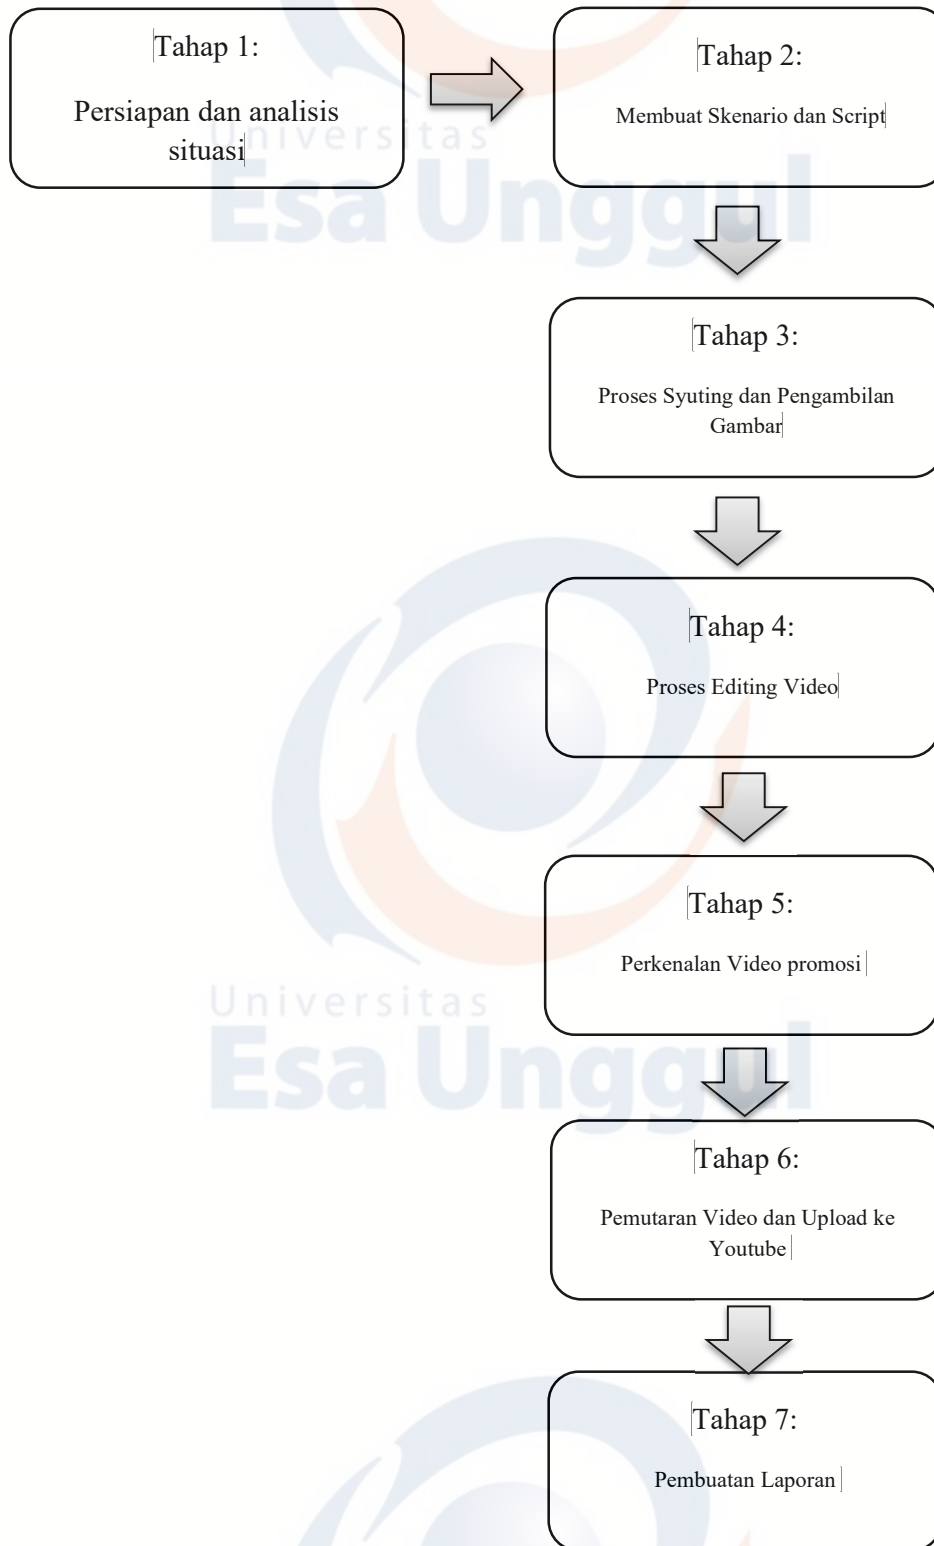 Tahap 1:
Persiapan dan analisis
situasi
Tahap 2:
Membuat Skenario dan Script
Universitas
Esa Unggul
Tahap 3:
Proses Syuting dan Pengambilan
Gambar
Tahap 4:
Proses Editing Video
Tahap 5:
Perkenalan Video promosi
Universitas
Esa Unggul
Tahap 6:
Pemutaran Video dan Upload ke
Youtube
Tahap 7:
Pembuatan Laporan